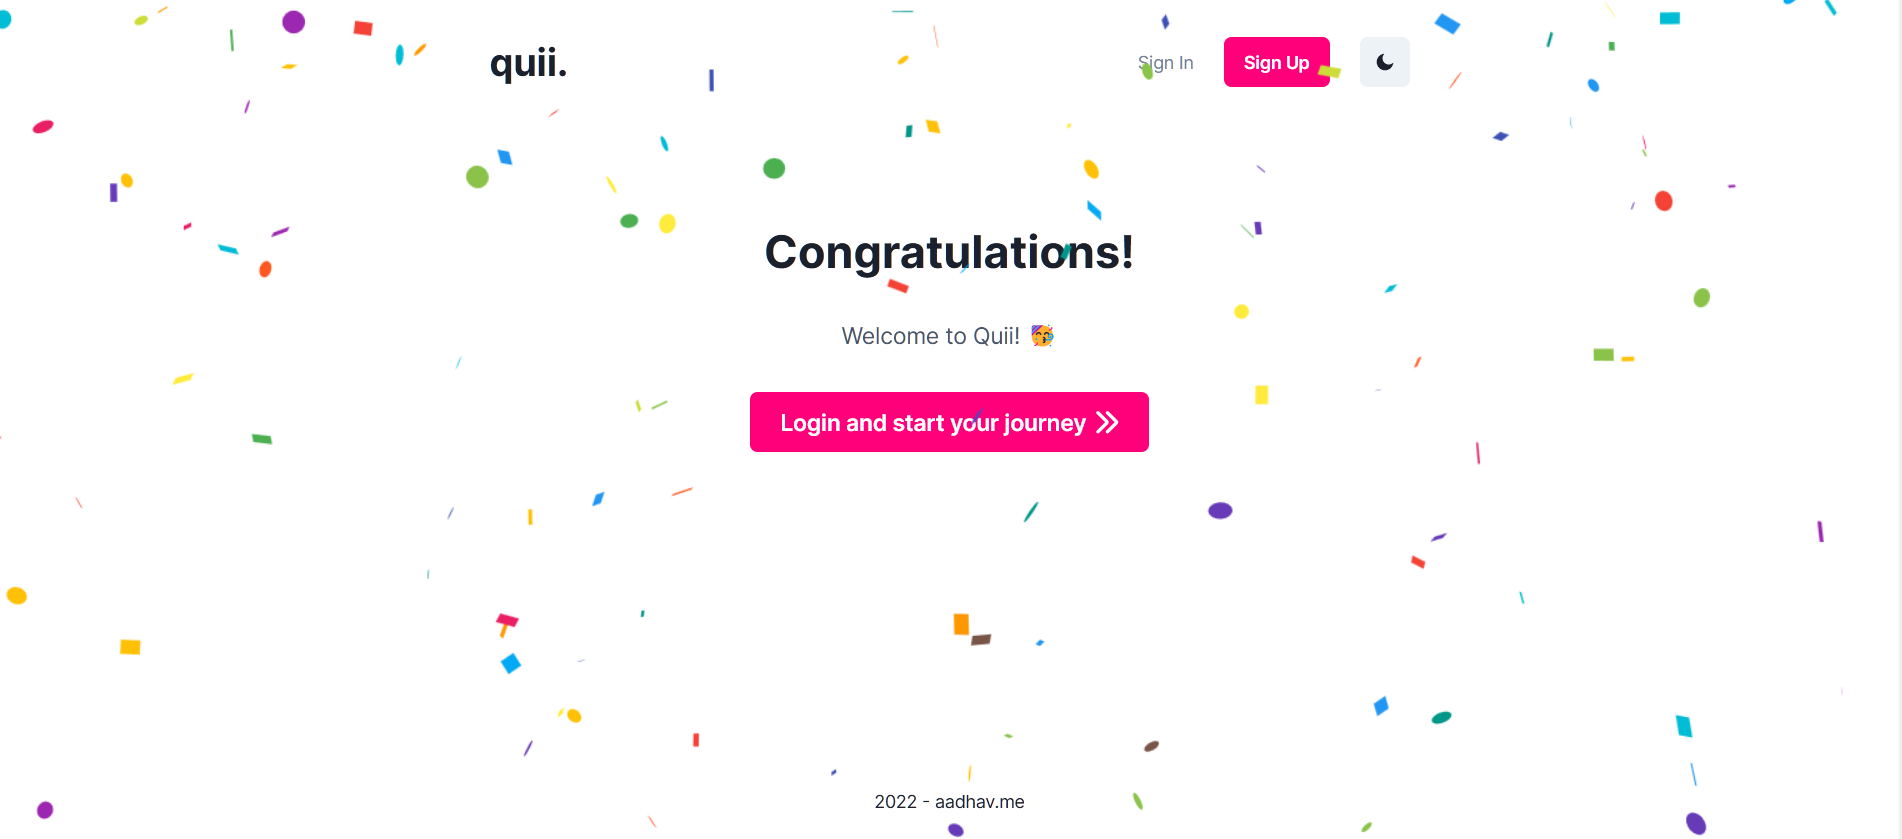 quii.
Sign In
Sign Up
Congratulations!
Welcome to Quii! 🥳
Login and start your journey
2022 - aadhav.me